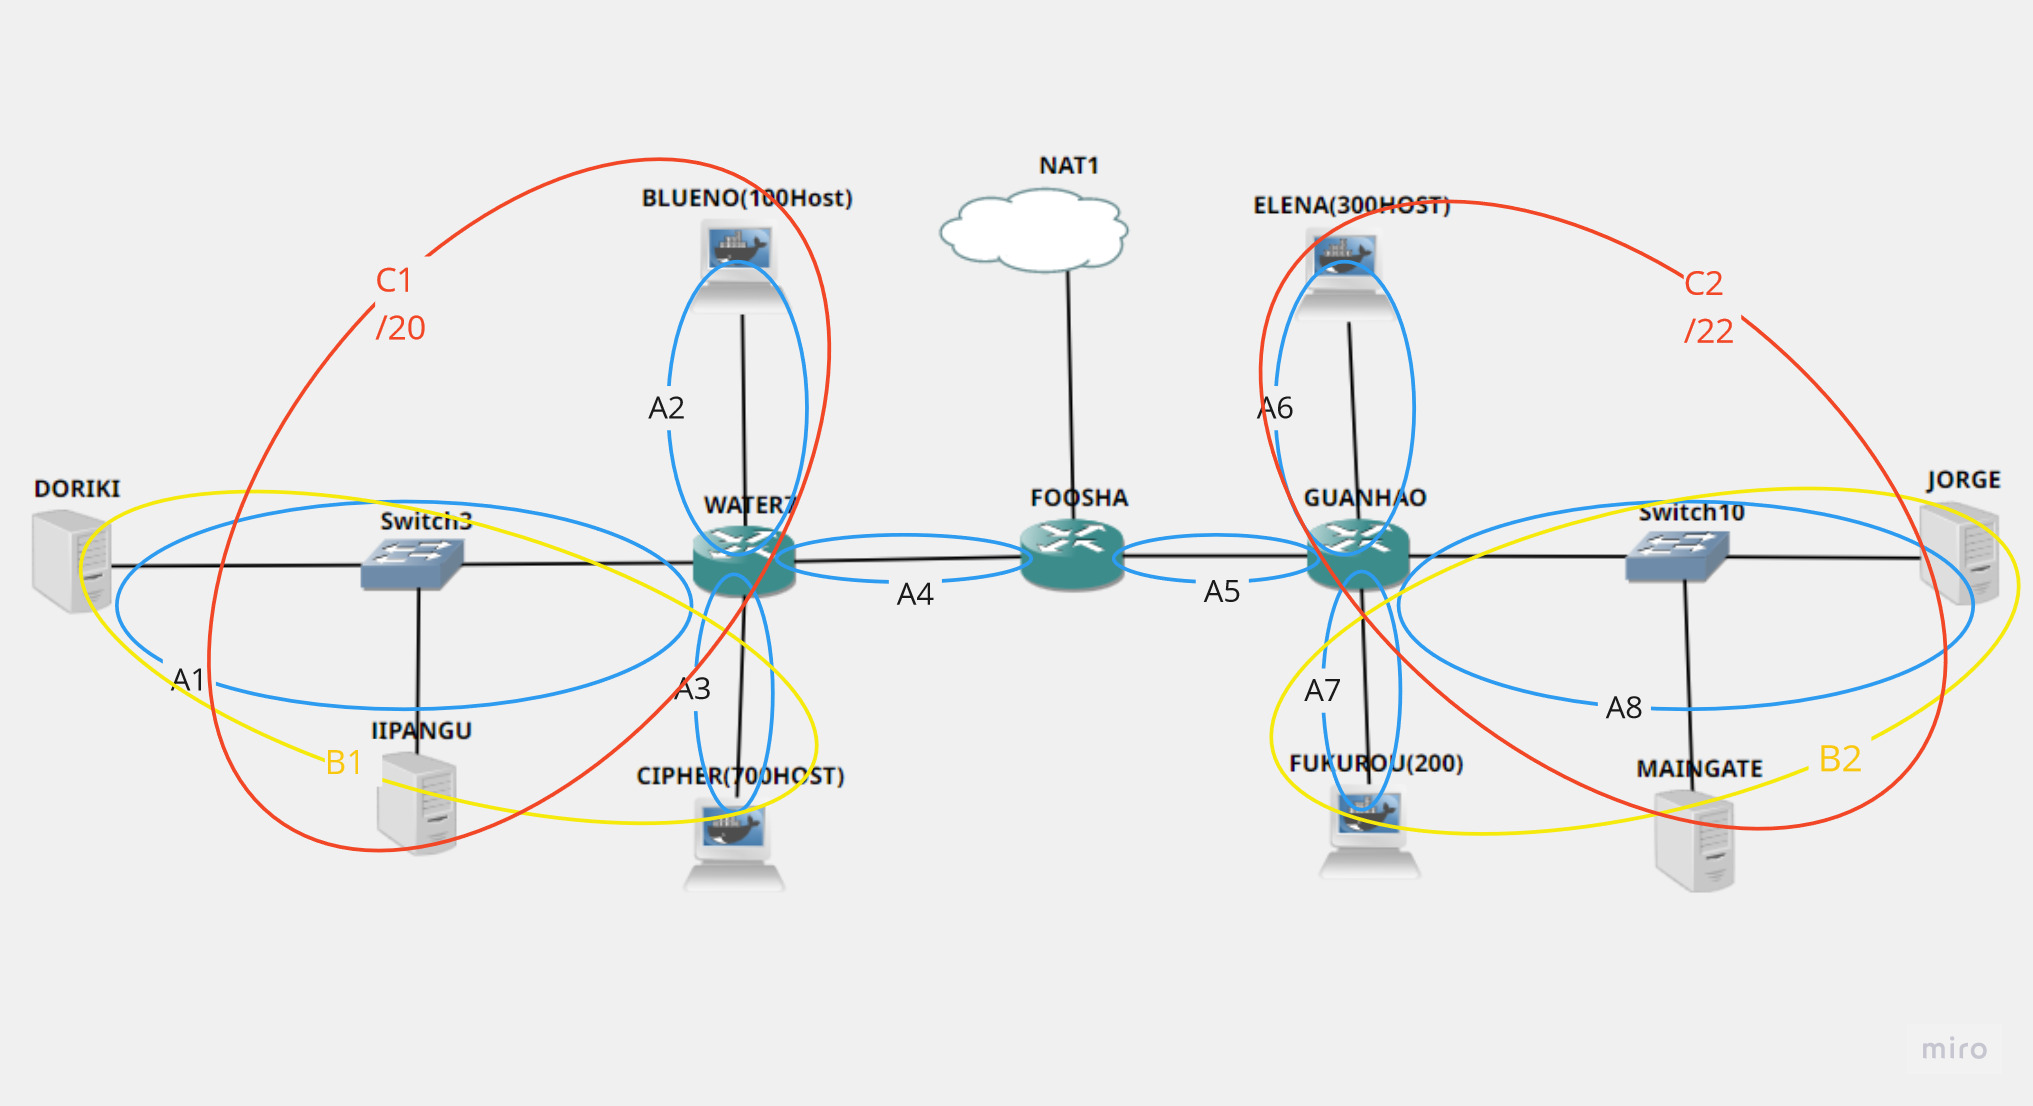 NAT1
BLUENO(100Host)
ELENA(300HOST)
C1
/20
C2
/22
A2
A6
DORIKI
Switch3
WATER7
FOOSHA
GUANHAO
Switch10
JORGE
A4
A5
A1
A3
A7
A8
JIPANGU
B1
CIPHER(700HOST)
FUKUROU(200)
MAINGATE
B2
miro